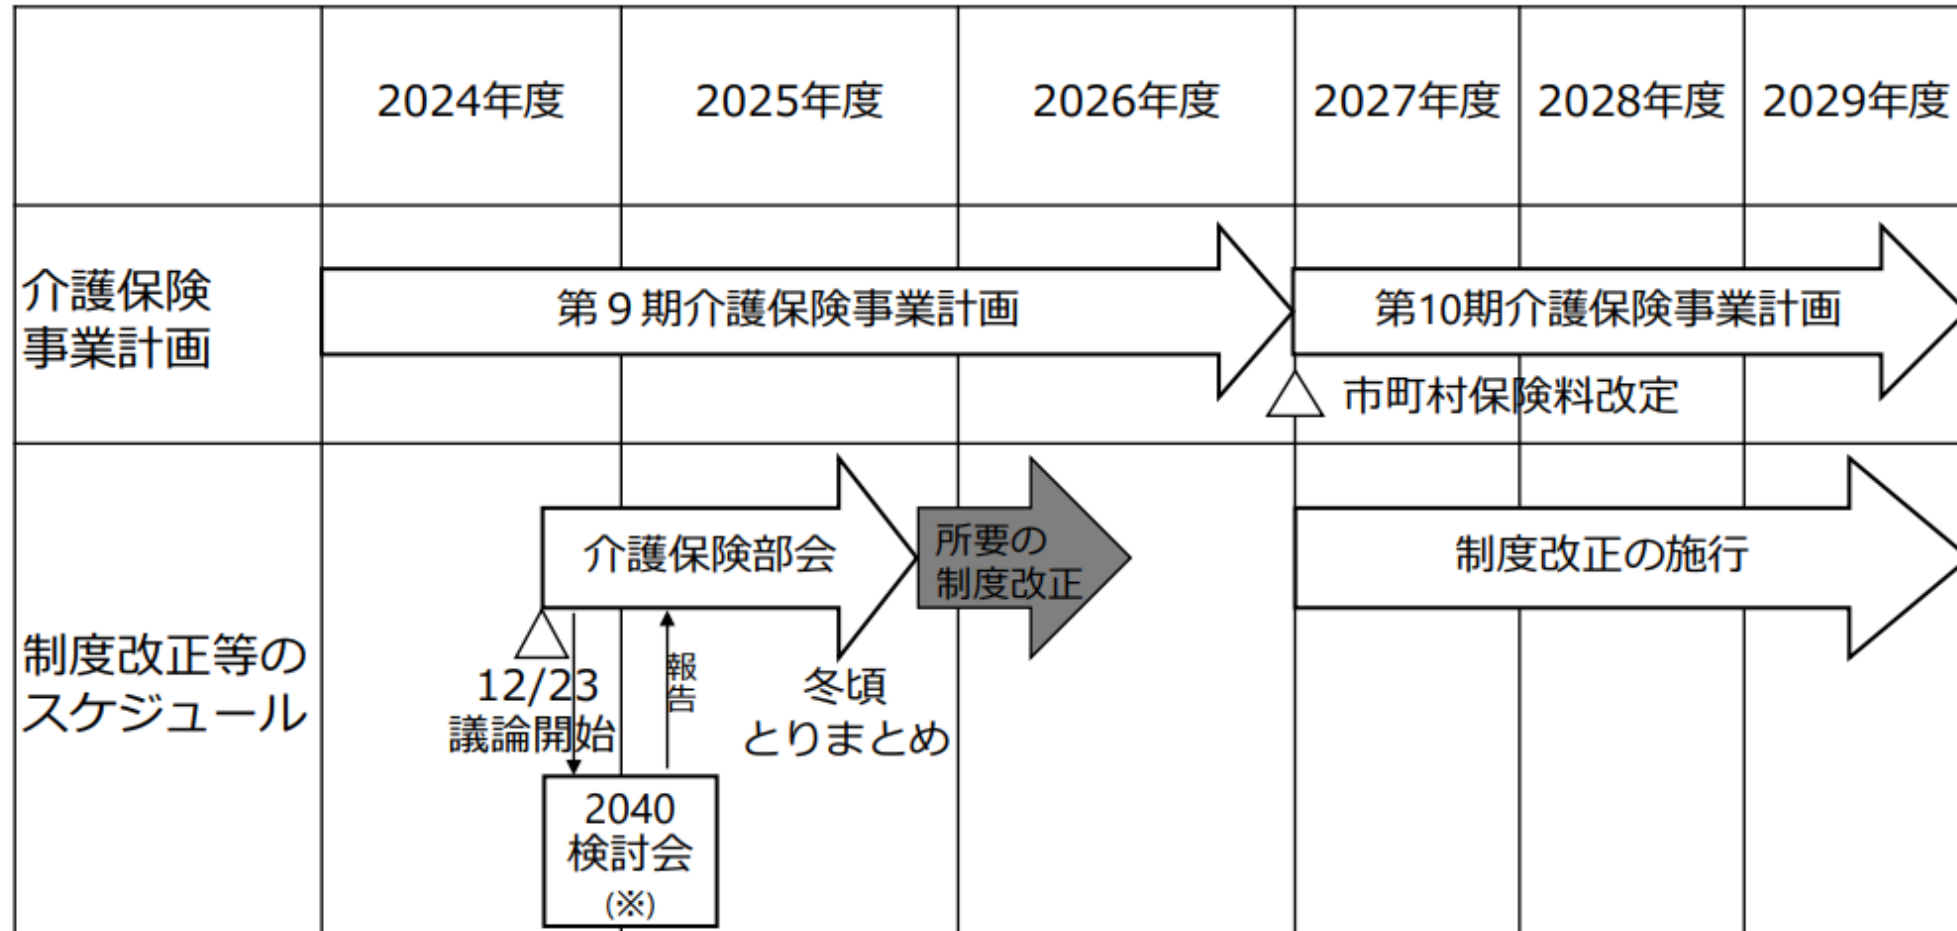 2024年度
2025年度
2026年度
2027年度
2028年度
2029年度
介護保険
事業計画
第９期介護保険事業計画
第10期介護保険事業計画
市町村保険料改定
制度改正等の
スケジュール
介護保険部会
所要の
制度改正
制度改正の施行
12/23
議論開始
報告
冬頃
とりまとめ
2040
検討会
(※)